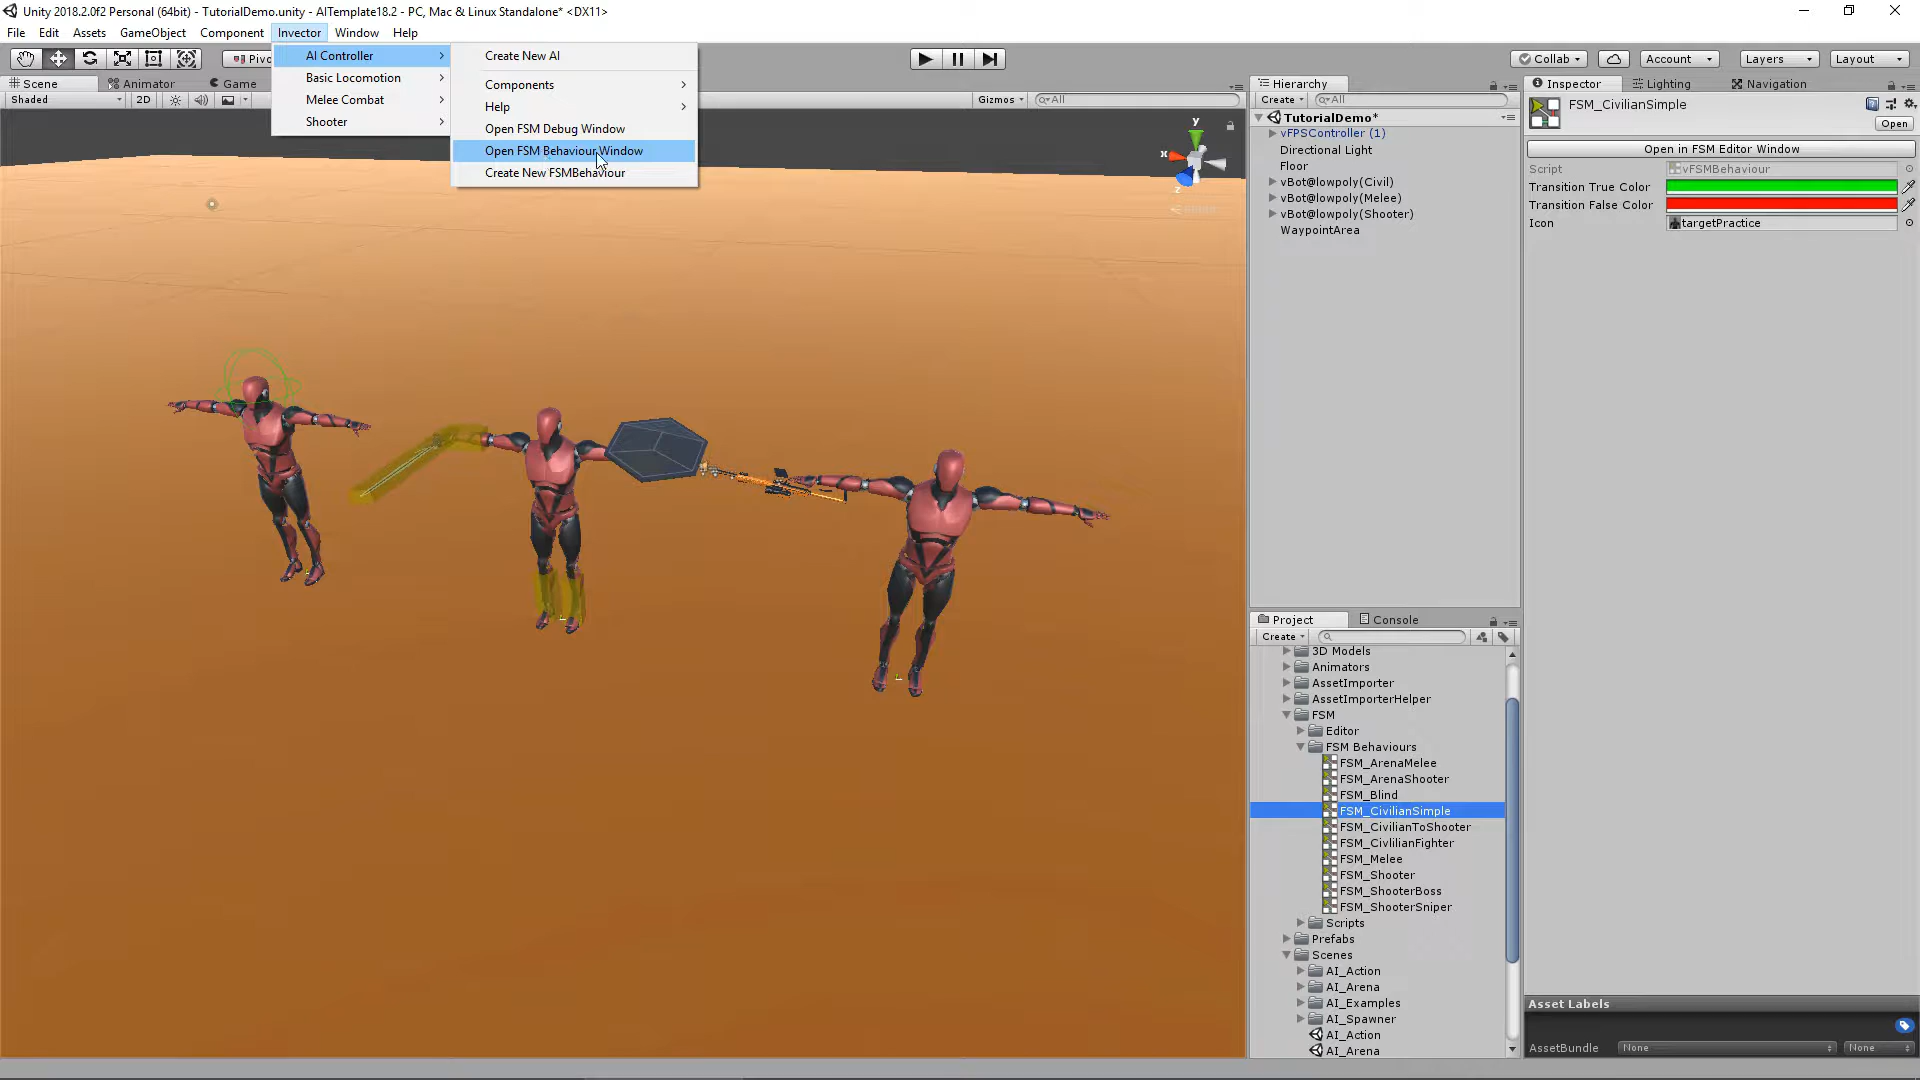 Unity 2018.2.0f2 Personal (64bit) - TutorialDemo.unity - AITemplate18.2 - PC, Mac & Linux Standalone* <DX11>
File Edit Assets GameObject Component Invector Window Help
Pivo
Collab Account Layers Layout
Scene Animator Game
Shaded 2D Gizmos All
AI Controller
Basic Locomotion
Melee Combat
Shooter
Create New AI
Components
Help
Open FSM Debug Window
Open FSM Behaviour Window
Create New FSMBehaviour
y
x
z
Hierarchy
Create All
TutorialDemo*
vFPSController (1)
Directional Light
Floor
vBot@lowpoly(Civil)
vBot@lowpoly(Melee)
vBot@lowpoly(Shooter)
WaypointArea
Project Console
Create
3D Models
Animators
AssetImporter
AssetImporterHelper
FSM
Editor
FSM Behaviours
FSM_ArenaMelee
FSM_ArenaShooter
FSM_Blind
FSM_CivilianSimple
FSM_CivilianToShooter
FSM_CivlilianFighter
FSM_Melee
FSM_Shooter
FSM_ShooterBoss
FSM_ShooterSniper
Scripts
Prefabs
Scenes
AI_Action
AI_Arena
AI_Examples
AI_Spawner
AI_Action
AI_Arena
Inspector Lighting Navigation
FSM_CivilianSimple
Open
Open in FSM Editor Window
Script vFSMBehaviour
Transition True Color
Transition False Color
Icon targetPractice
Asset Labels
AssetBundle None None